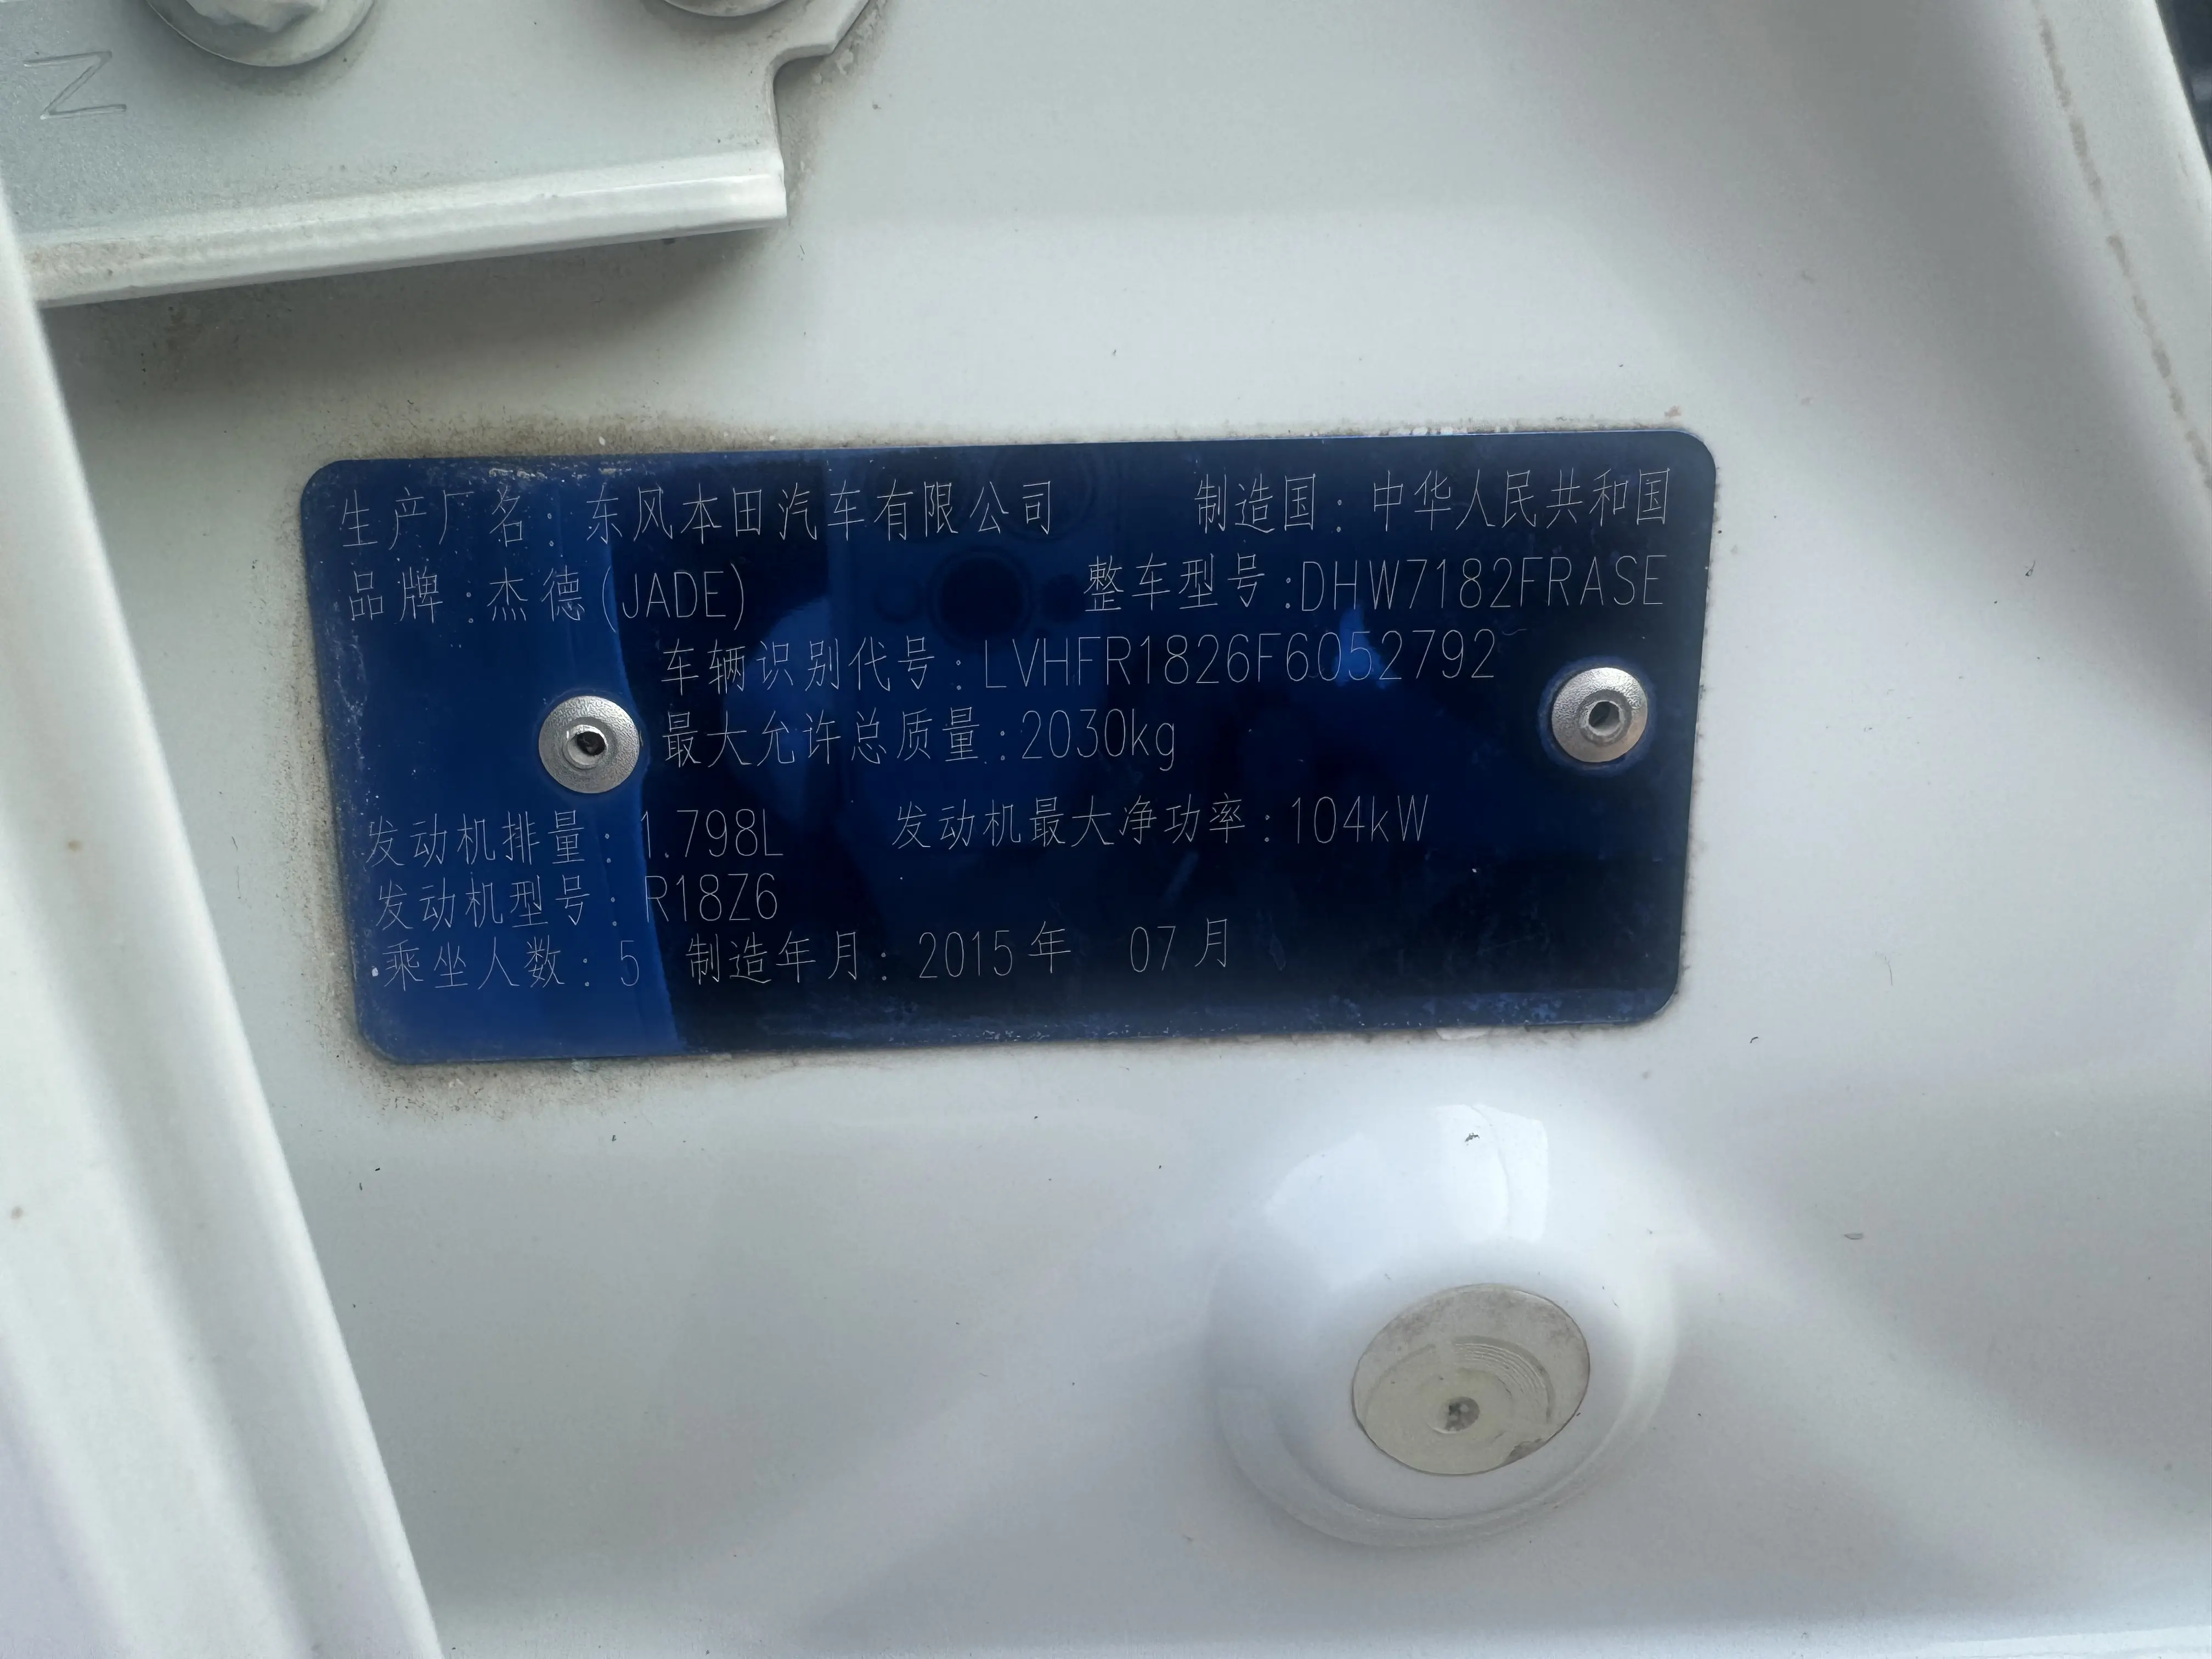 N
生产厂名：东风本田汽车有限公司 制造国：中华人民共和国
品牌：杰德(JADE) 整车型号：DHW7182FRASE
车辆识别代号：LVHFR1826F6052792
最大允许总质量：2030kg
发动机排量：1.798L 发动机最大净功率：104kW
发动机型号：R18Z6
乘坐人数：5 制造年月：2015年 07月